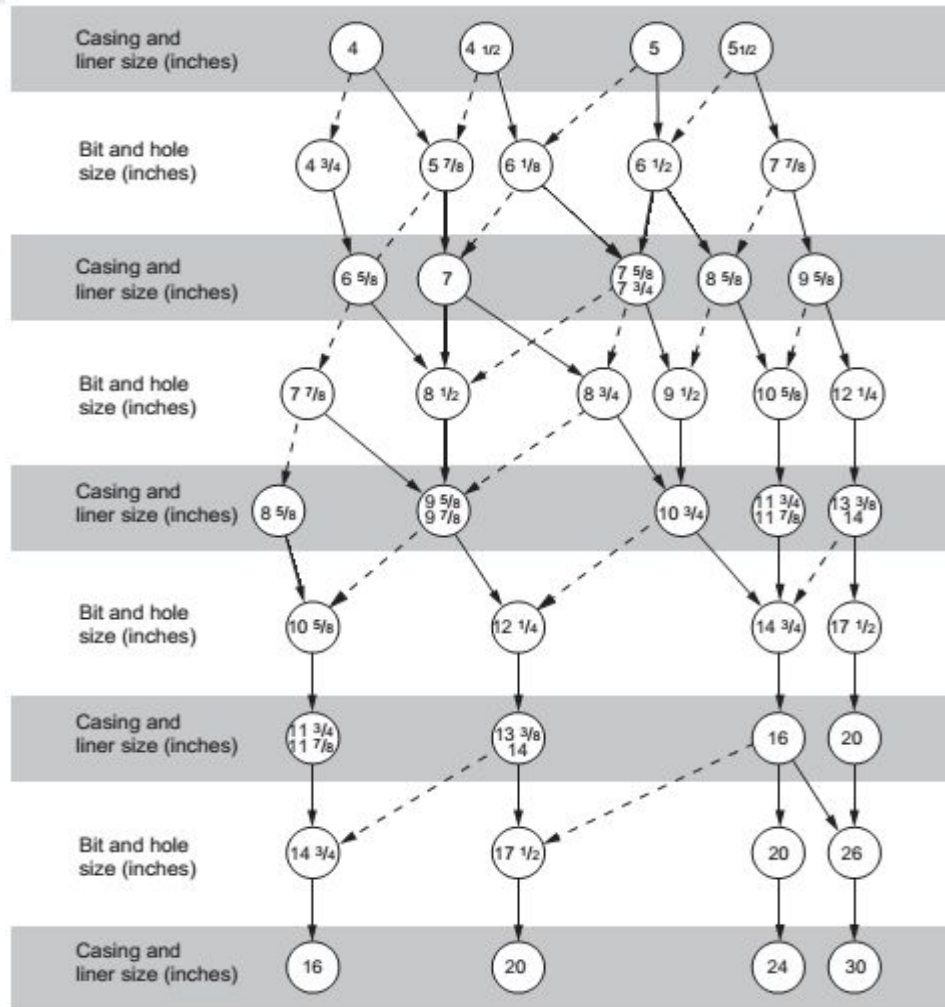 Casing and
liner size (inches)
4
4 1/2
5
5 1/2
Bit and hole
size (inches)
4 3/4
5 7/8
6 1/8
6 1/2
7 7/8
Casing and
liner size (inches)
6 5/8
7
7 5/8
7 3/4
8 5/8
9 5/8
Bit and hole
size (inches)
7 7/8
8 1/2
8 3/4
9 1/2
10 5/8
12 1/4
Casing and
liner size (inches)
8 5/8
9 5/8
9 7/8
10 3/4
11 3/4
11 7/8
13 3/8
14
Bit and hole
size (inches)
10 5/8
12 1/4
14 3/4
17 1/2
Casing and
liner size (inches)
11 3/4
11 7/8
13 3/8
14
16
20
Bit and hole
size (inches)
14 3/4
17 1/2
20
26
Casing and
liner size (inches)
16
20
24
30